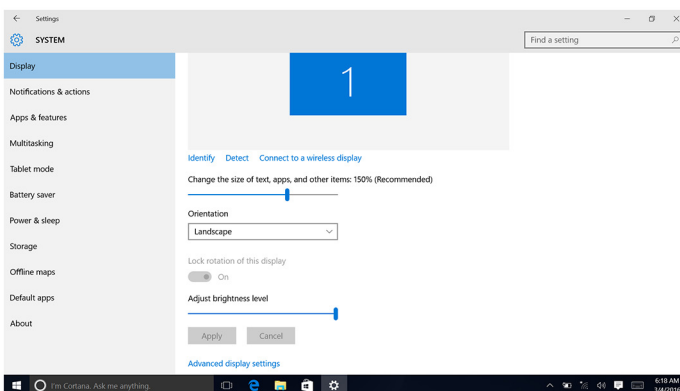 Settings
SYSTEM
Find a setting
Display
Notifications & actions
Apps & features
Multitasking
Tablet mode
Battery saver
Power & sleep
Storage
Offline maps
Default apps
About
1
Identify Detect Connect to a wireless display
Change the size of text, apps, and other items: 150% (Recommended)
Orientation
Landscape
Lock rotation of this display
On
Adjust brightness level
Apply Cancel
Advanced display settings
I'm Cortana. Ask me anything.
6:18 AM
3/4/2016